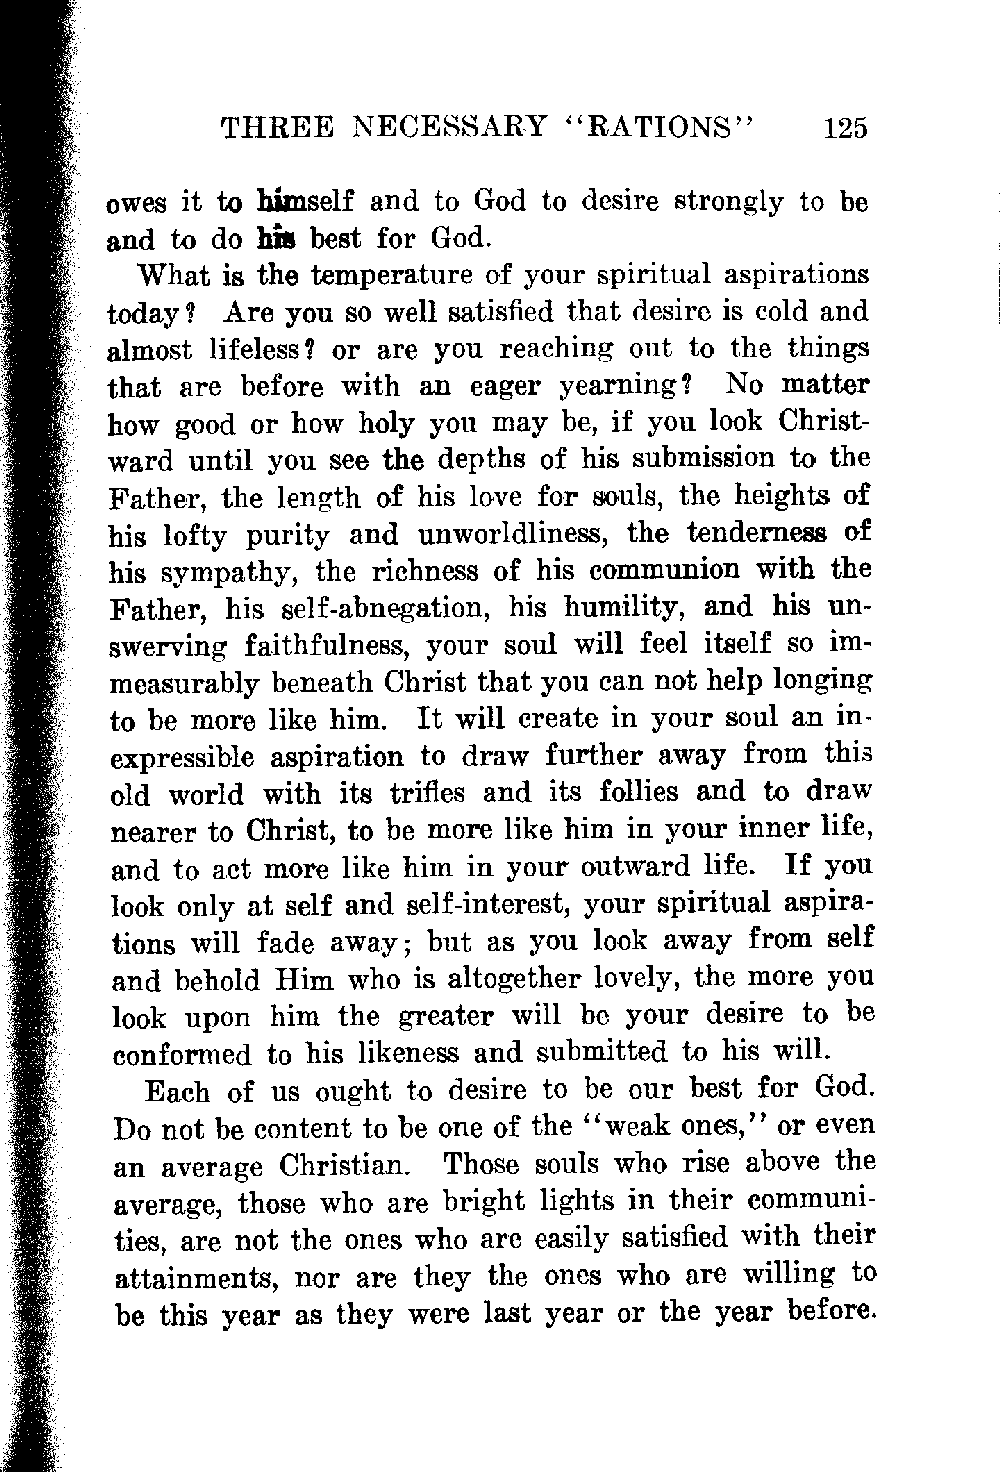 THREE NECESSARY "RATIONS" 125
owes it to himself and to God to desire strongly to be
and to do his best for God.
What is the temperature of your spiritual aspirations
today? Are you so well satisfied that desire is cold and
almost lifeless? or are you reaching out to the things
that are before with an eager yearning? No matter
how good or how holy you may be, if you look Christ-
ward until you see the depths of his submission to the
Father, the length of his love for souls, the heights of
his lofty purity and unworldliness, the tenderness of
his sympathy, the richness of his communion with the
Father, his self-abnegation, his humility, and his un-
swerving faithfulness, your soul will feel itself so im-
measurably beneath Christ that you can not help longing
to be more like him. It will create in your soul an in-
expressible aspiration to draw further away from this
old world with its trifles and its follies and to draw
nearer to Christ, to be more like him in your inner life,
and to act more like him in your outward life. If you
look only at self and self-interest, your spiritual aspira-
tions will fade away; but as you look away from self
and behold Him who is altogether lovely, the more you
look upon him the greater will be your desire to be
conformed to his likeness and submitted to his will.
Each of us ought to desire to be our best for God.
Do not be content to be one of the "weak ones," or even
an average Christian. Those souls who rise above the
average, those who are bright lights in their communi-
ties, are not the ones who are easily satisfied with their
attainments, nor are they the ones who are willing to
be this year as they were last year or the year before.